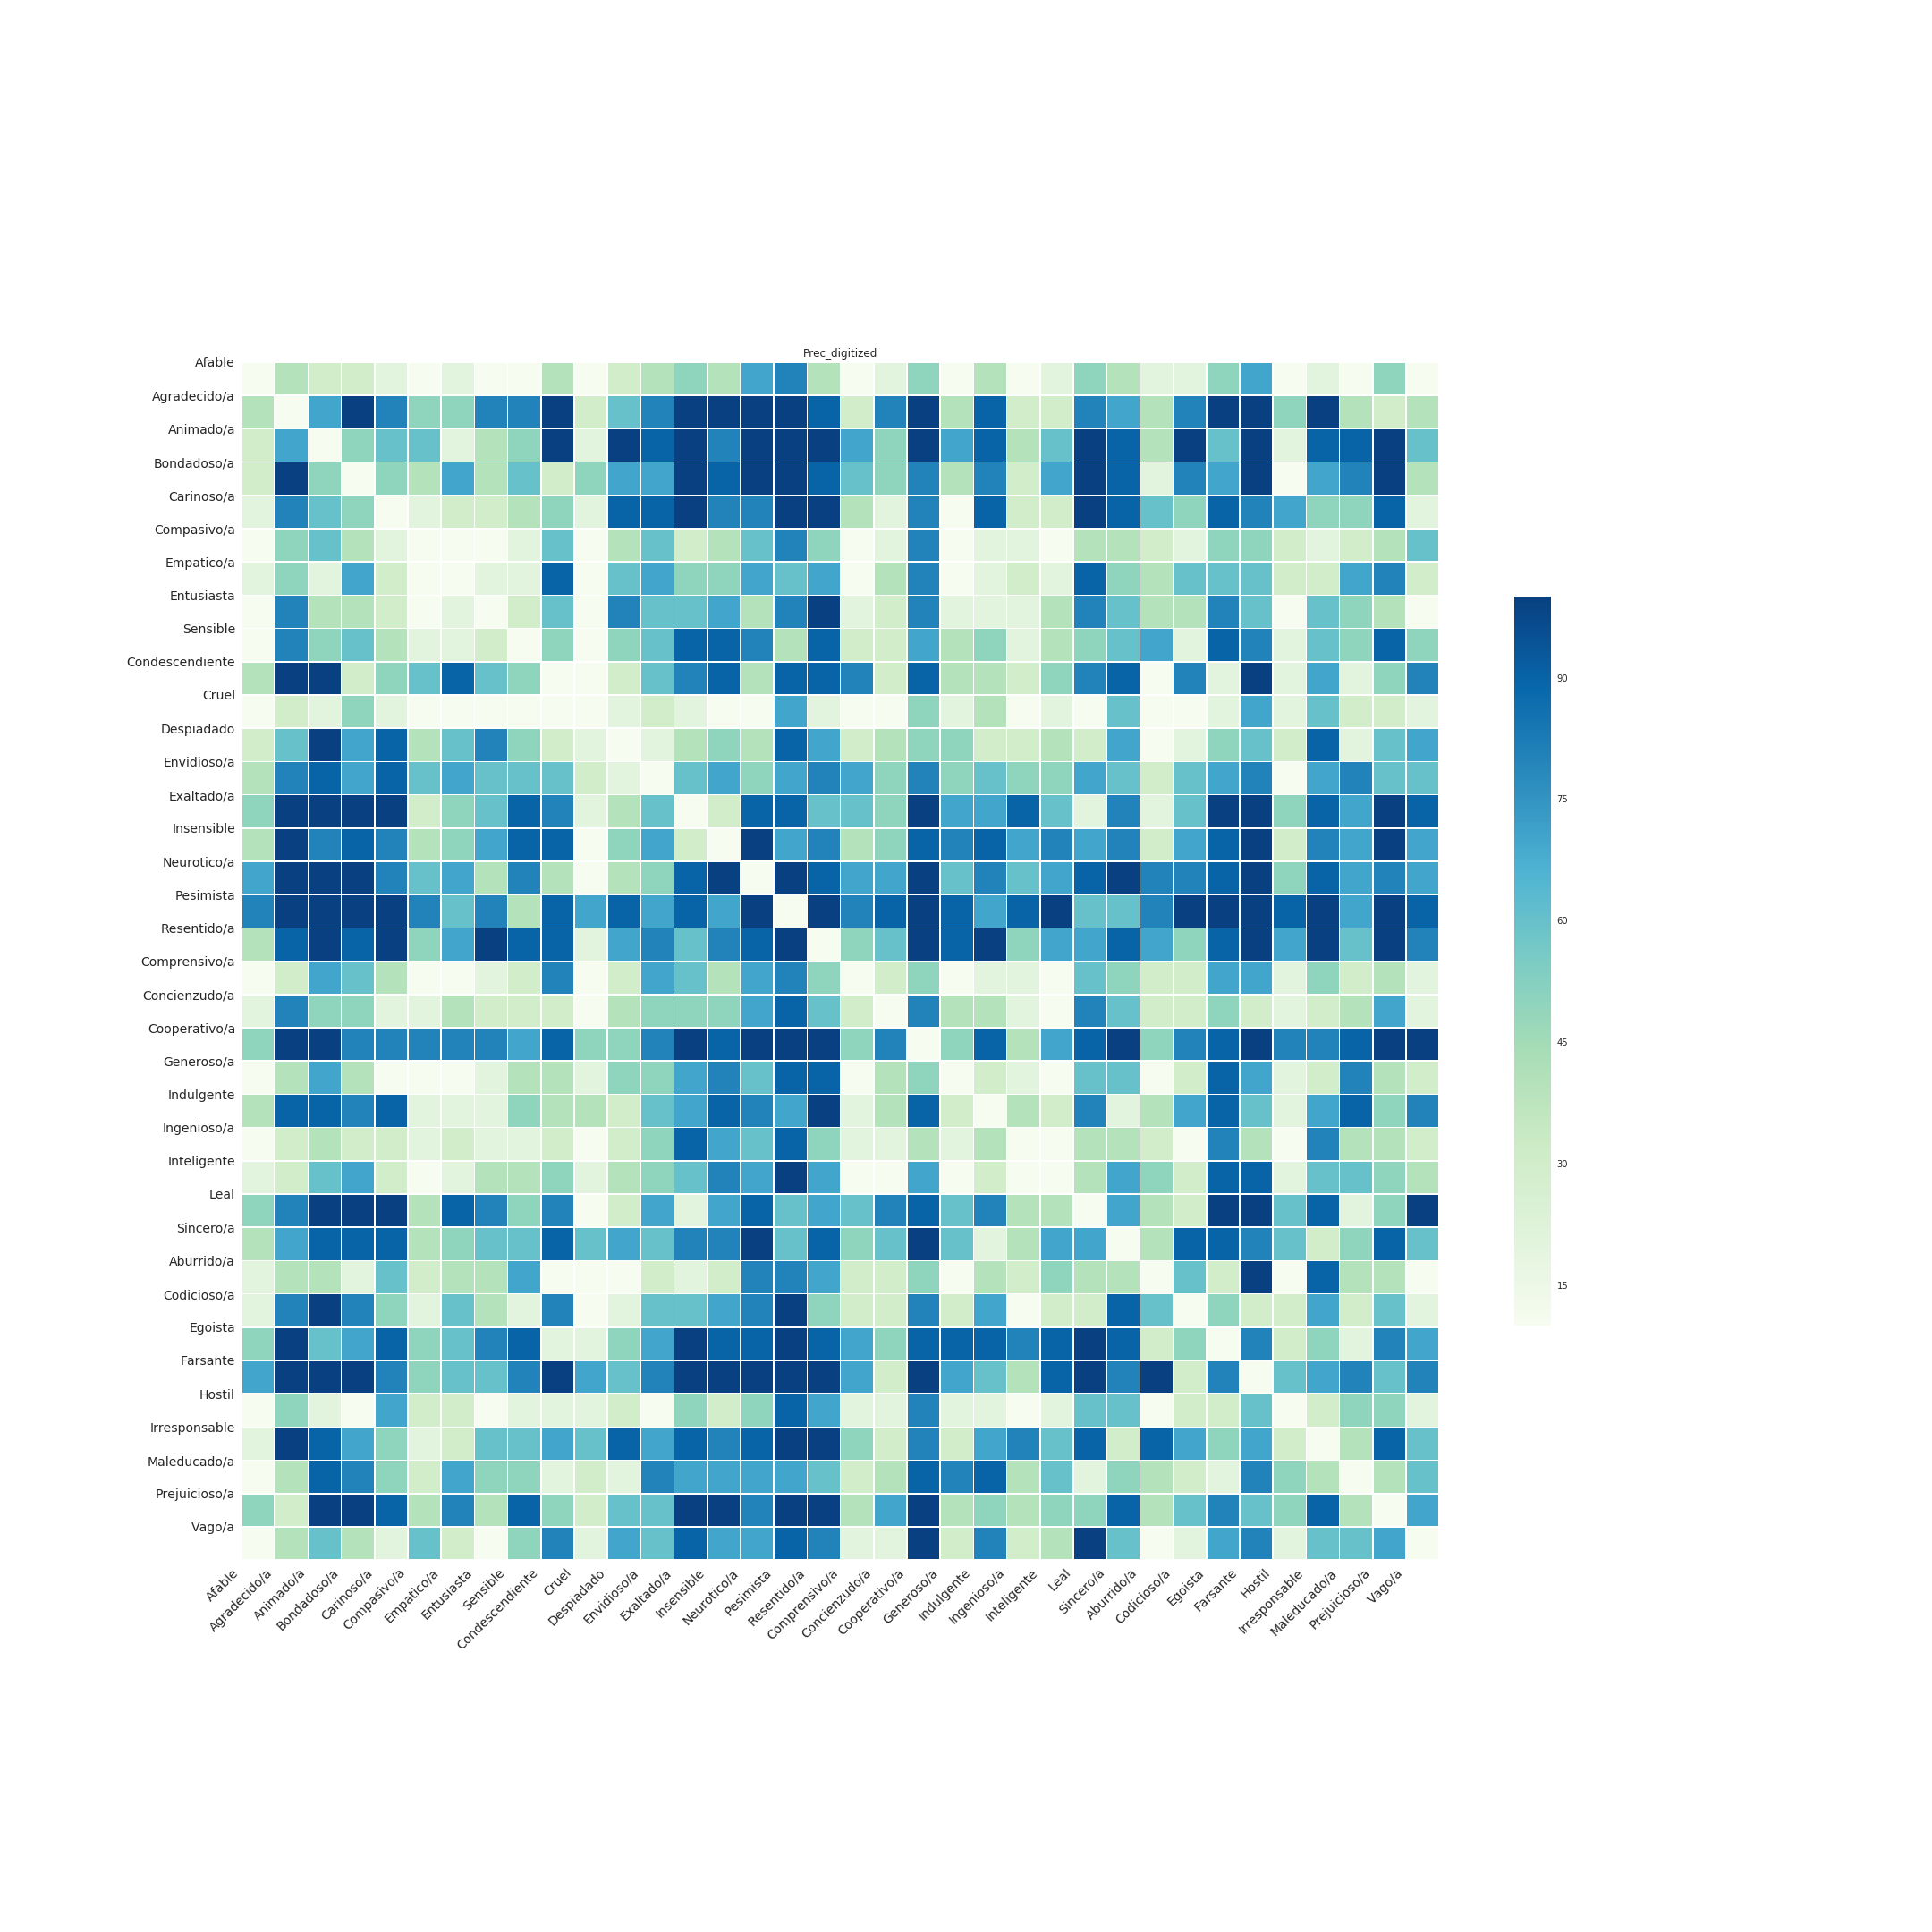 Prec_digitized
Afable
Agradecido/a
Animado/a
Bondadoso/a
Carinoso/a
Compasivo/a
Empatico/a
Entusiasta
Sensible
Condescendiente
Cruel
Despiadado
Envidioso/a
Exaltado/a
Insensible
Neurotico/a
Pesimista
Resentido/a
Comprensivo/a
Concienzudo/a
Cooperativo/a
Generoso/a
Indulgente
Ingenioso/a
Inteligente
Leal
Sincero/a
Aburrido/a
Codicioso/a
Egoista
Farsante
Hostil
Irresponsable
Maleducado/a
Prejuicioso/a
Vago/a
Afable
Agradecido/a
Animado/a
Bondadoso/a
Carinoso/a
Compasivo/a
Empatico/a
Entusiasta
Sensible
Condescendiente
Cruel
Despiadado
Envidioso/a
Exaltado/a
Insensible
Neurotico/a
Pesimista
Resentido/a
Comprensivo/a
Concienzudo/a
Cooperativo/a
Generoso/a
Indulgente
Ingenioso/a
Inteligente
Leal
Sincero/a
Aburrido/a
Codicioso/a
Egoista
Farsante
Hostil
Irresponsable
Maleducado/a
Prejuicioso/a
Vago/a
90
75
60
45
30
15